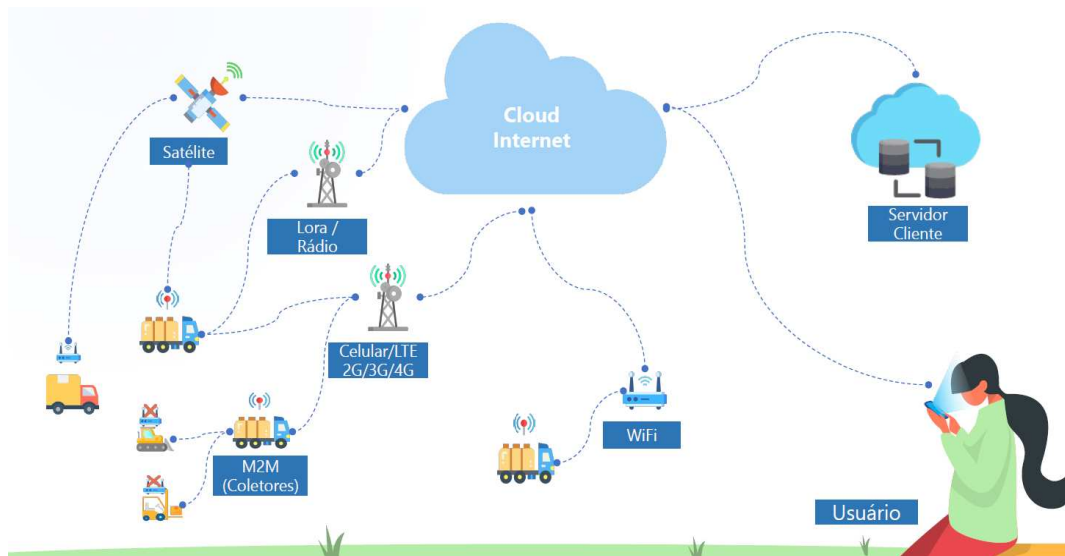 Cloud
Internet
Satélite
Lora /
Rádio
Servidor
Cliente
Celular/LTE
2G/3G/4G
WiFi
M2M
(Coletores)
Usuário